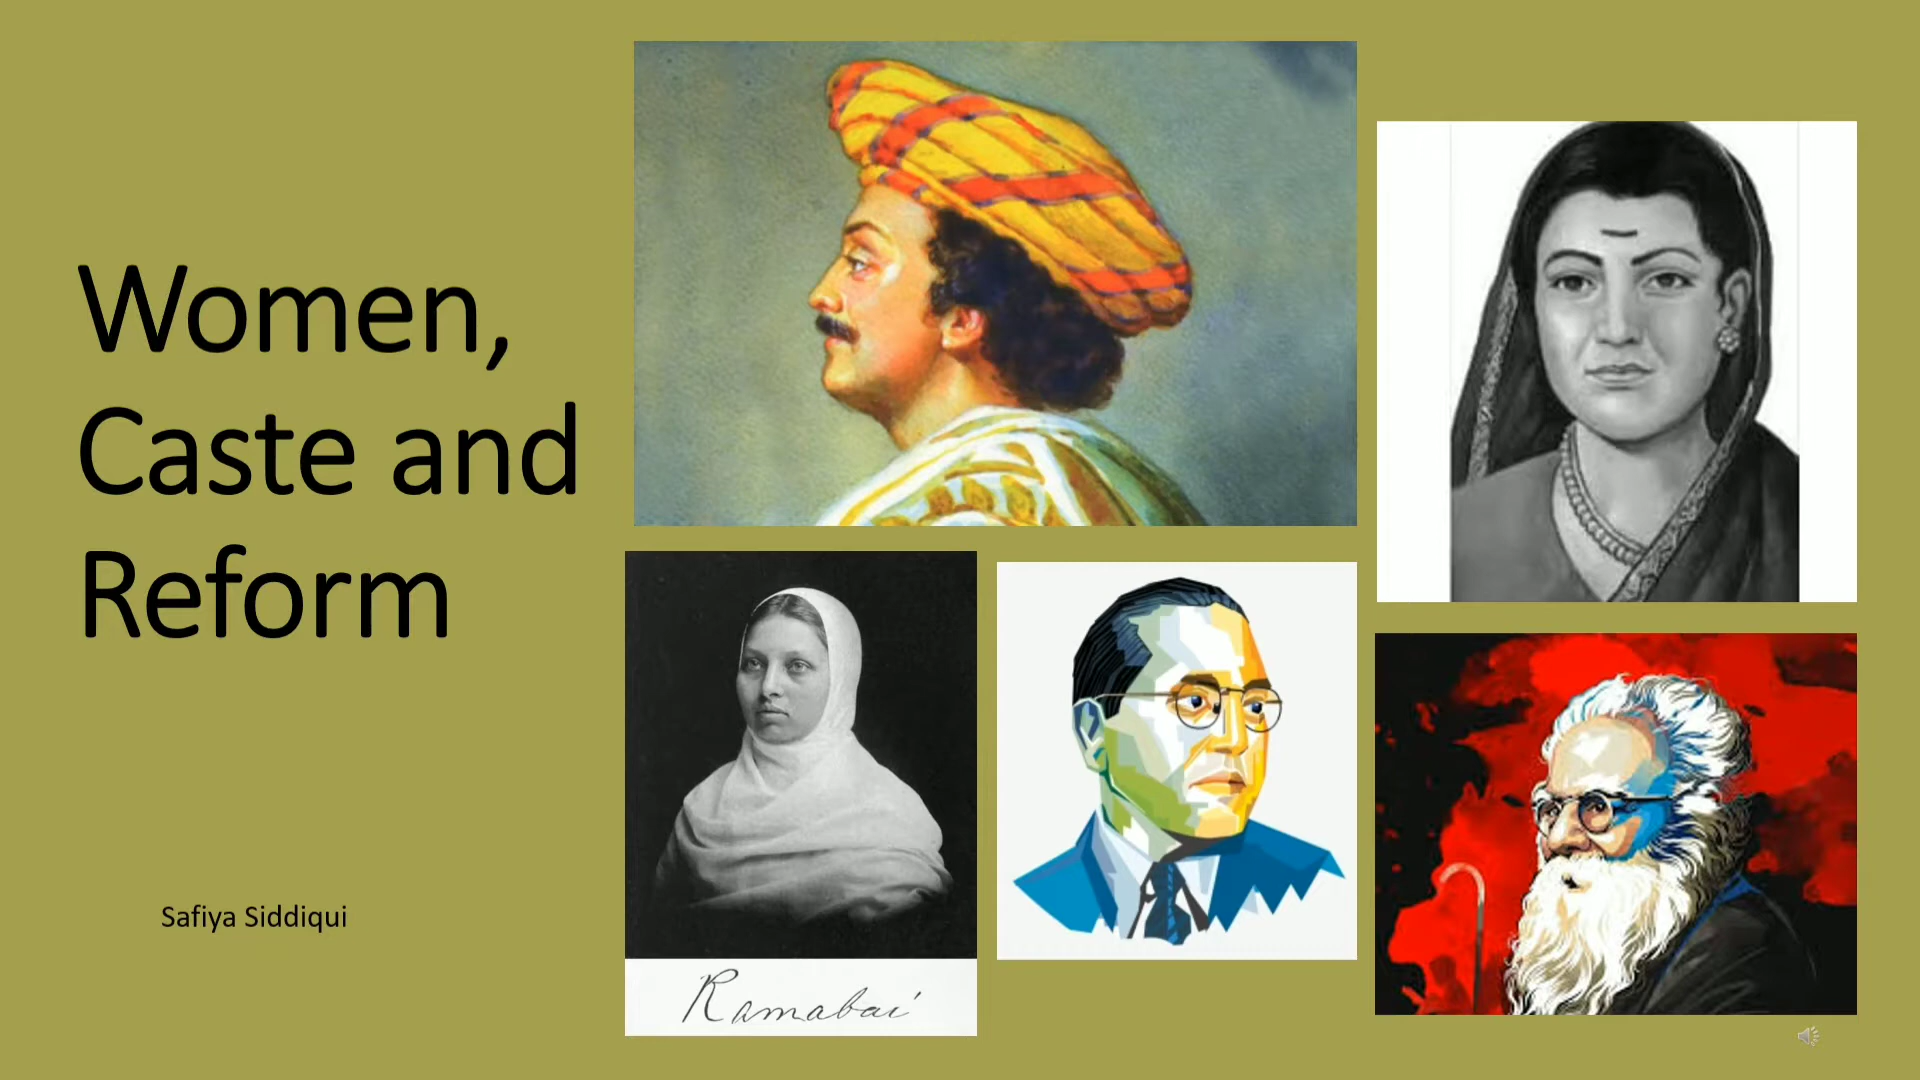 Women,
Caste and
Reform
Safiya Siddiqui
Ramabai